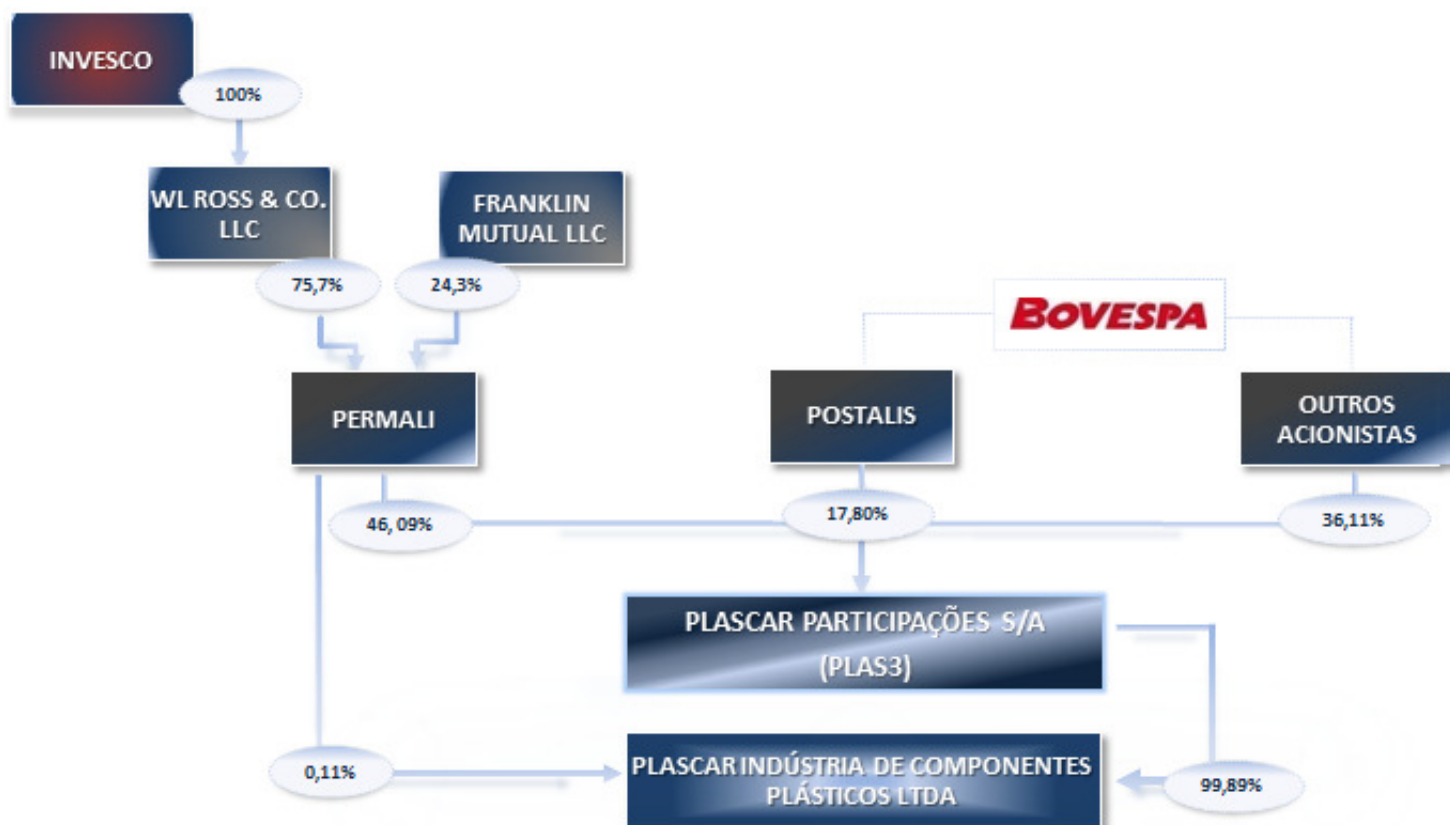 INVESCO
100%
WL ROSS & CO.
LLC
FRANKLIN
MUTUAL LLC
75,7%
24,3%
BOVESPA
PERMALI
POSTALIS
OUTROS
ACIONISTAS
46, 09%
17,80%
36,11%
PLASCAR PARTICIPAÇÕES S/A
(PLAS3)
0,11%
PLASCAR INDÚSTRIA DE COMPONENTES
PLÁSTICOS LTDA
99,89%